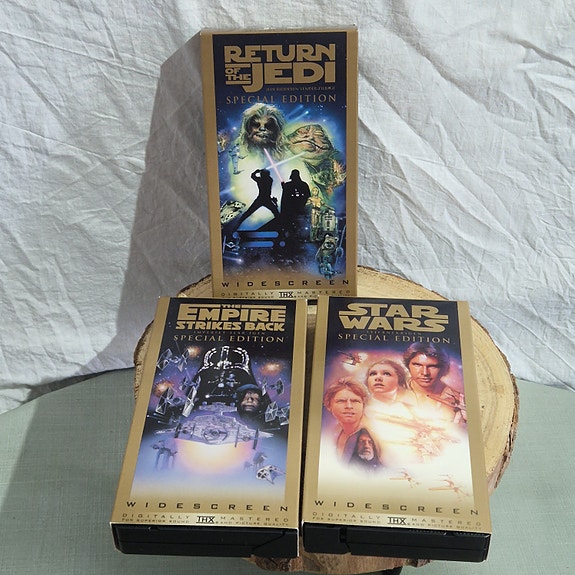 RETURN
OF THE
JEDI
SPECIAL EDITION
WIDESCREEN
DIGITALLY THX MASTERED
THE
EMPIRE
STRIKES BACK
SPECIAL EDITION
WIDESCREEN
DIGITALLY THX MASTERED
FOR SUPERIOR SOUND AND PICTURE QUALITY
STAR
WARS
SPECIAL EDITION
WIDESCREEN
DIGITALLY THX MASTERED
FOR SUPERIOR SOUND AND PICTURE QUALITY